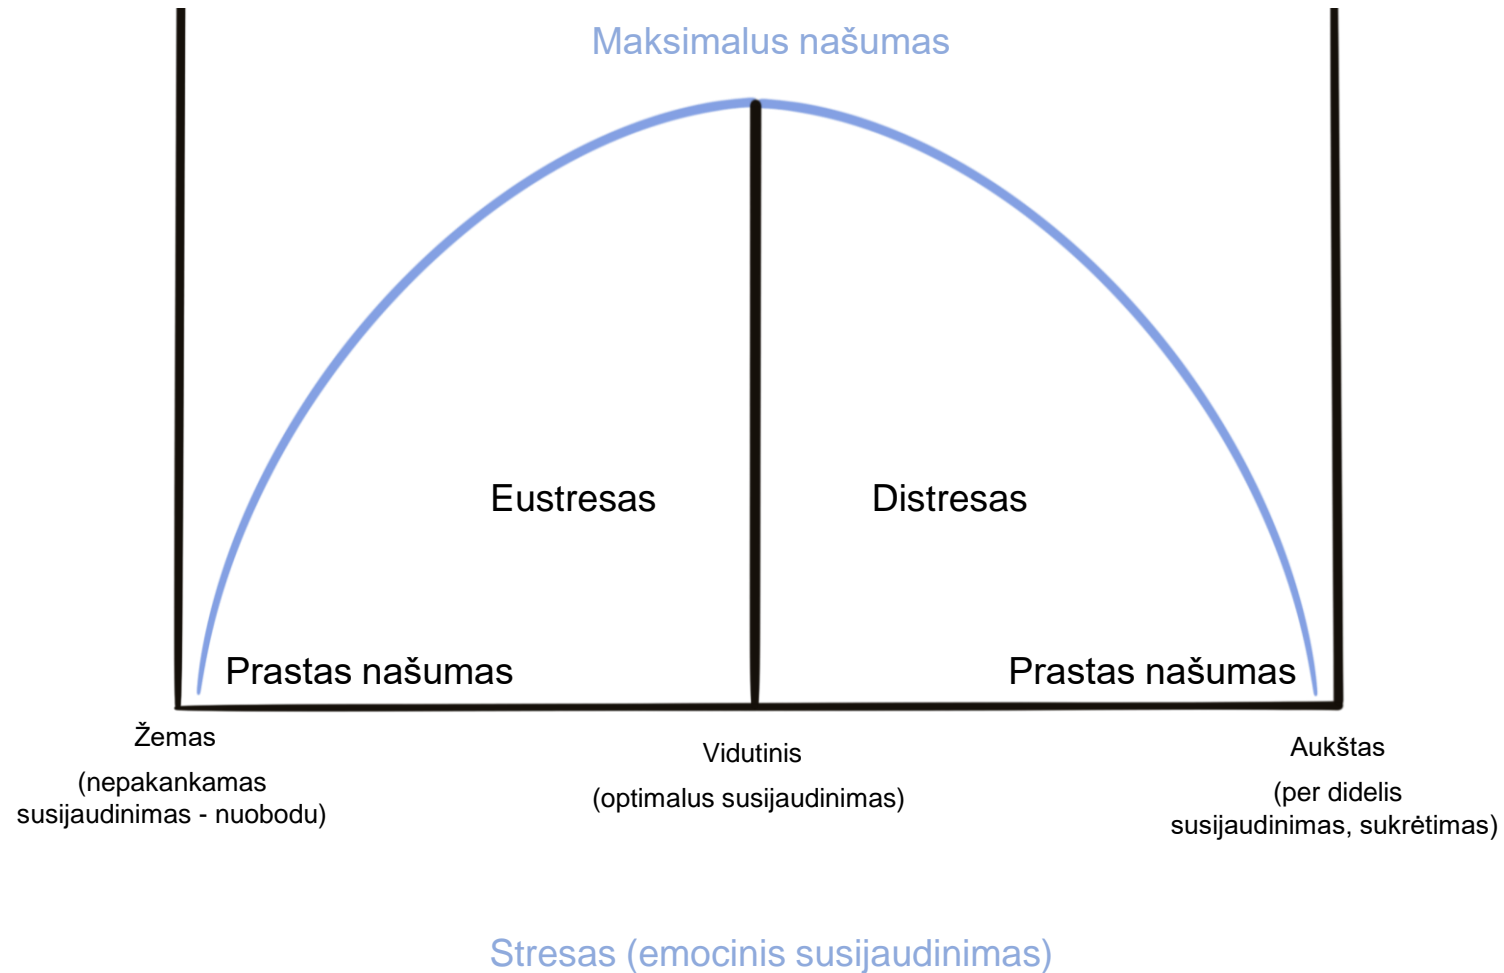 Maksimalus našumas
Eustresas
Distresas
Prastas našumas
Prastas našumas
Žemas
(nepakankamas
susijaudinimas - nuobodu)
Vidutinis
(optimalus susijaudinimas)
Aukštas
(per didelis
susijaudinimas, sukrėtimas)
Stresas (emocinis susijaudinimas)